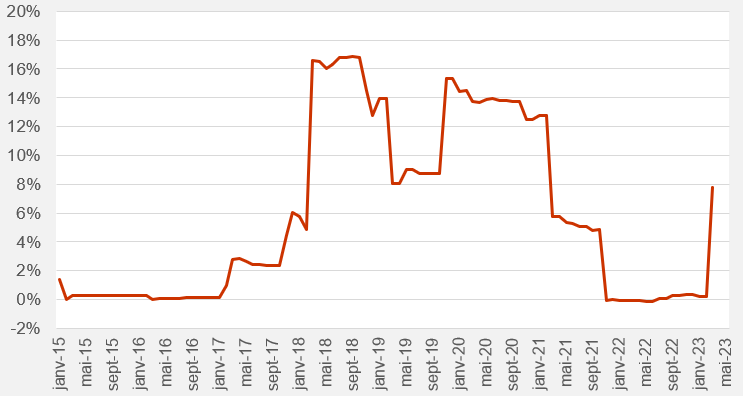 20%
18%
16%
14%
12%
10%
8%
6%
4%
2%
0%
-2%
janv-15
mai-15
sept-15
janv-16
mai-16
sept-16
janv-17
mai-17
sept-17
janv-18
mai-18
sept-18
janv-19
mai-19
sept-19
janv-20
mai-20
sept-20
janv-21
mai-21
sept-21
janv-22
mai-22
sept-22
janv-23
mai-23